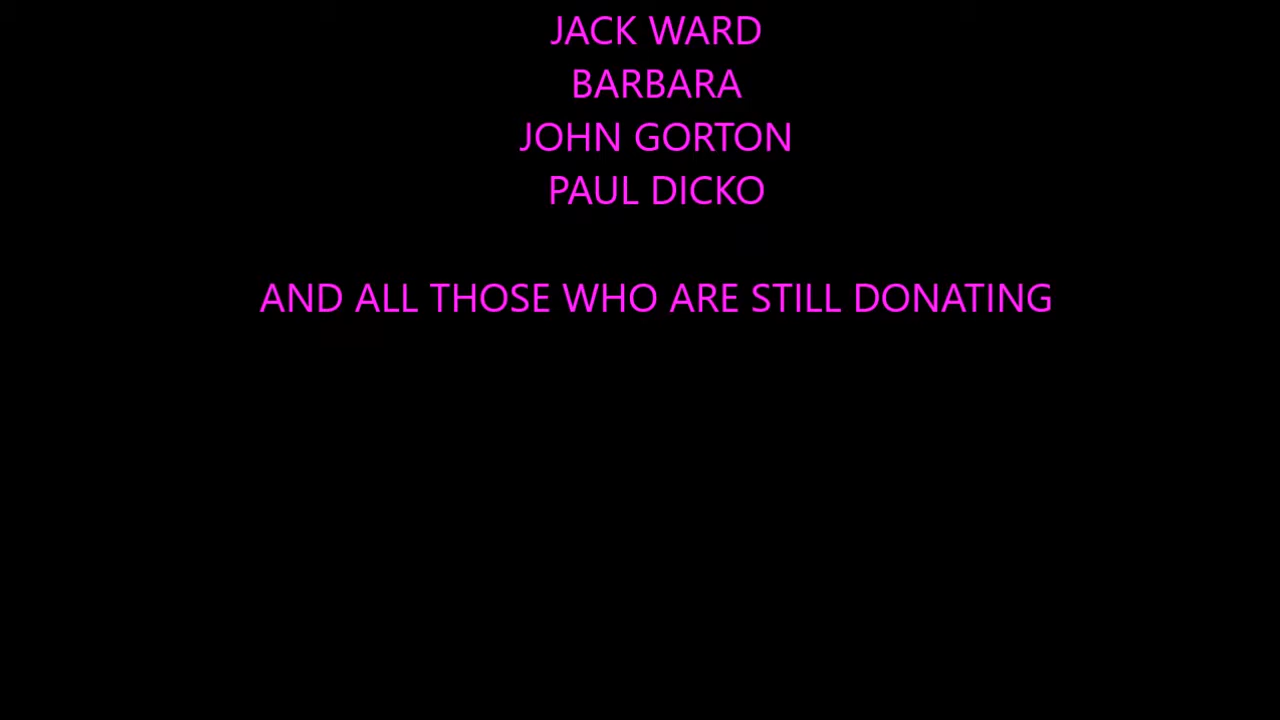 JACK WARD
BARBARA
JOHN GORTON
PAUL DICKO
AND ALL THOSE WHO ARE STILL DONATING